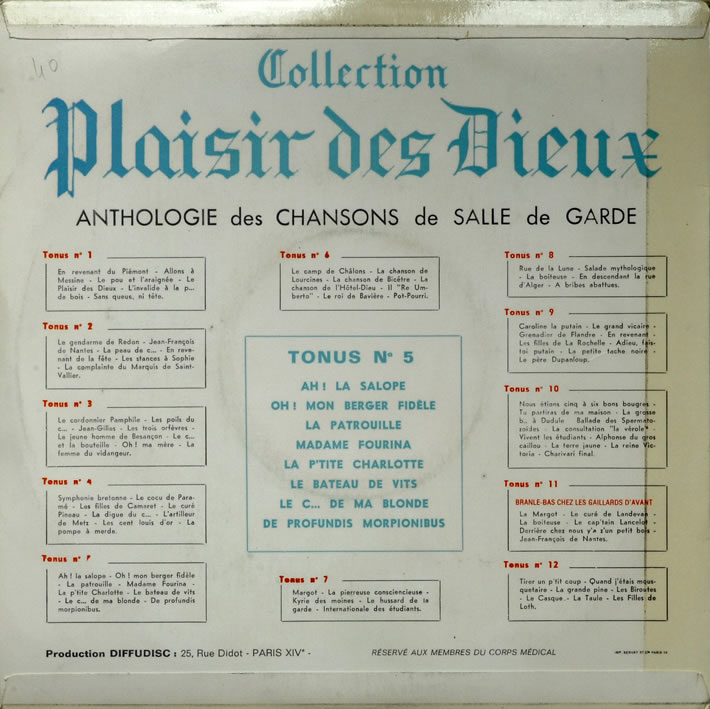 40
Collection
Plaisir des Dieux
ANTHOLOGIE des CHANSONS de SALLE de GARDE
Tonus n° 1
En revenant du Piémont - Allons à
Messine - Le pou et l'araignée - Le
Plaisir des Dieux - L'invalide à la p...
de bois - Sans queue, ni tête.
Tonus n° 2
Le gendarme de Redon - Jean-François
de Nantes - La peau de c... - En reve-
nant de la fête - Les stances à Sophie
- La complainte du Marquis de Saint-
Vallier.
Tonus n° 3
Le cordonnier Pamphile - Les poils du
c... - Jean-Gilles - Les trois orfèvres -
Le jeune homme de Besançon - Le c...
et la bouteille - Oh ! ma mère - La
femme du vidangeur.
Tonus n° 4
Symphonie bretonne - Le cocu de Para-
mé - Les filles de Camaret - Le curé
Pineau - La digue du c... - L'artilleur
de Metz - Les cent louis d'or - La
pompe à merde.
Tonus n°
Ah ! la salope - Oh ! mon berger fidèle
- La patrouille - Madame Fourina -
La p'tite Charlotte - Le bateau de vits
- Le c... de ma blonde - De profundis
morpionibus.
Tonus n° 6
Le camp de Châlons - La chanson de
Lourcines - La chanson de Bicêtre - La
chanson de l'Hôtel-Dieu - Il "Re Um-
berto" - Le roi de Bavière - Pot-Pourri.
TONUS N° 5
AH ! LA SALOPE
OH ! MON BERGER FIDÈLE
LA PATROUILLE
MADAME FOURINA
LA P'TITE CHARLOTTE
LE BATEAU DE VITS
LE C... DE MA BLONDE
DE PROFUNDIS MORPIONIBUS
Tonus n° 7
Margot - La pierreuse consciencieuse -
Kyrie des moines - Le hussard de la
garde - Internationale des étudiants.
Tonus n° 8
Rue de la Lune - Salade mythologique
- La boiteuse - En descendant la rue
d'Alger - A bribes abattues.
Tonus n° 9
Caroline la putain - Le grand vicaire -
Grenadier de Flandre - En revenant -
Les filles de La Rochelle - Adieu, fais-
toi putain - La petite tache noire -
Le père Dupanloup.
Tonus n° 10
Nous étions cinq à six bons bougres -
Tu partiras de ma maison - La grosse
b., à Dudule Ballade des Spermato-
zoïdes - La consultation "la vérole" -
Vivent les étudiants - Alphonse du gros
caillou - La terre jaune - La reine Vic-
toria - Charivari final.
Tonus n° 11
BRANLE-BAS CHEZ LES GAILLARDS D'AVANT
La Margot - Le curé de Landevan -
La boiteuse - Le cap'tain Lancelot -
Derrière chez nous y'a s'un petit bois -
Jean-François de Nantes.
Tonus n° 12
Tirer un p'tit coup - Quand j'étais mous-
quetaire - La grande pine - Les Biroutes
- Le Casque - La Taule - Les Filles de
Loth.
Production DIFFUDISC : 25, Rue Didot - PARIS XIV° -
RÉSERVÉ AUX MEMBRES DU CORPS MÉDICAL